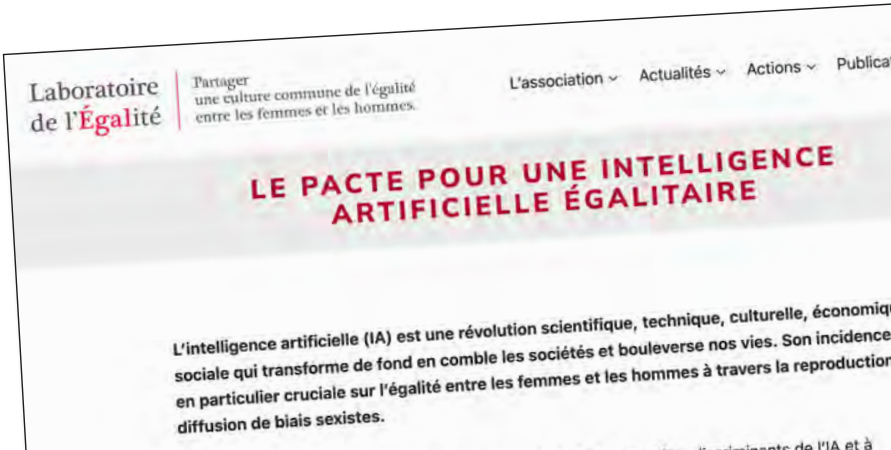 Laboratoire
de l'Égalité
Partager
une culture commune de l'égalité
entre les femmes et les hommes.
L'association
Actualités
Actions
LE PACTE POUR UNE INTELLIGENCE
ARTIFICIELLE ÉGALITAIRE
L'intelligence artificielle (IA) est une révolution scientifique, technique, culturelle,
sociale qui transforme de fond en comble les sociétés et bouleverse nos vies. Son incidence
en particulier cruciale sur l'égalité entre les femmes et les hommes à travers la reproduction
diffusion de biais sexistes.
de l'IA et à